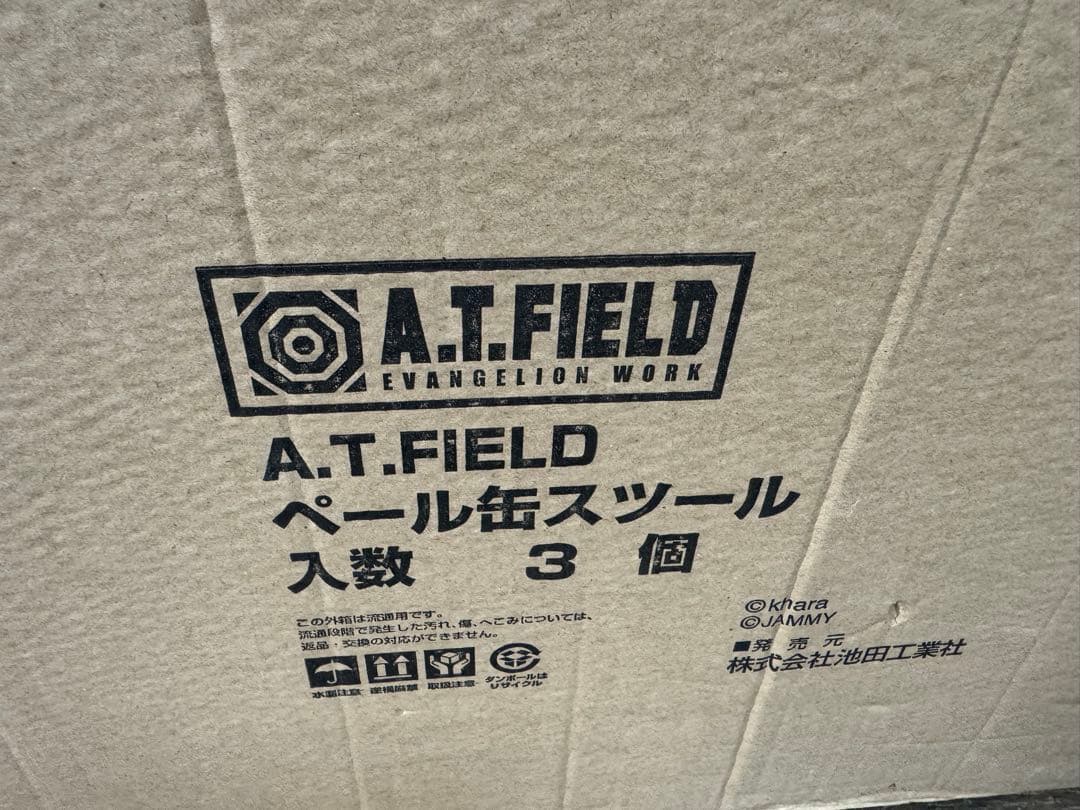 A.T.FIELD
EVANGELION WORK
A.T.FIELD
ペール缶スツール
入数 3 個
この外箱は流通用です。
流通段階で発生した汚れ、傷、へこみについては、
返品・交換の対応ができません。
水濡注意 塗模厳禁 取扱注意 ダンボールは
リサイクル
©khara
©JAMMY
■発売元
株式会社池田工業社